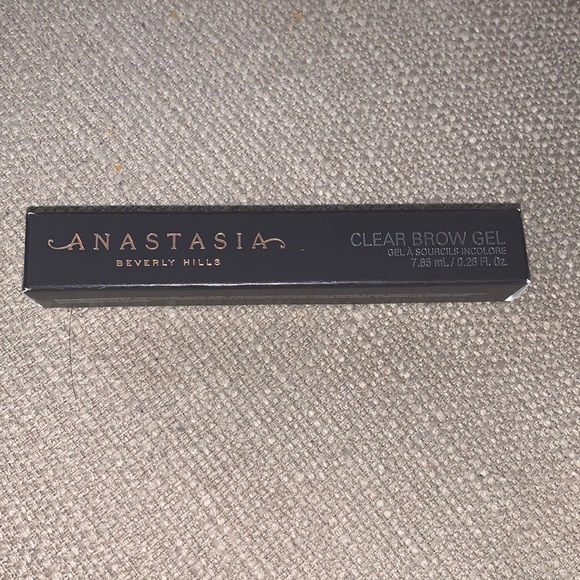 ANASTASIA
BEVERLY HILLS
CLEAR BROW GEL
GEL À SOURCILS INCOLORE
7.85 mL / 0.26 Fl. Oz.